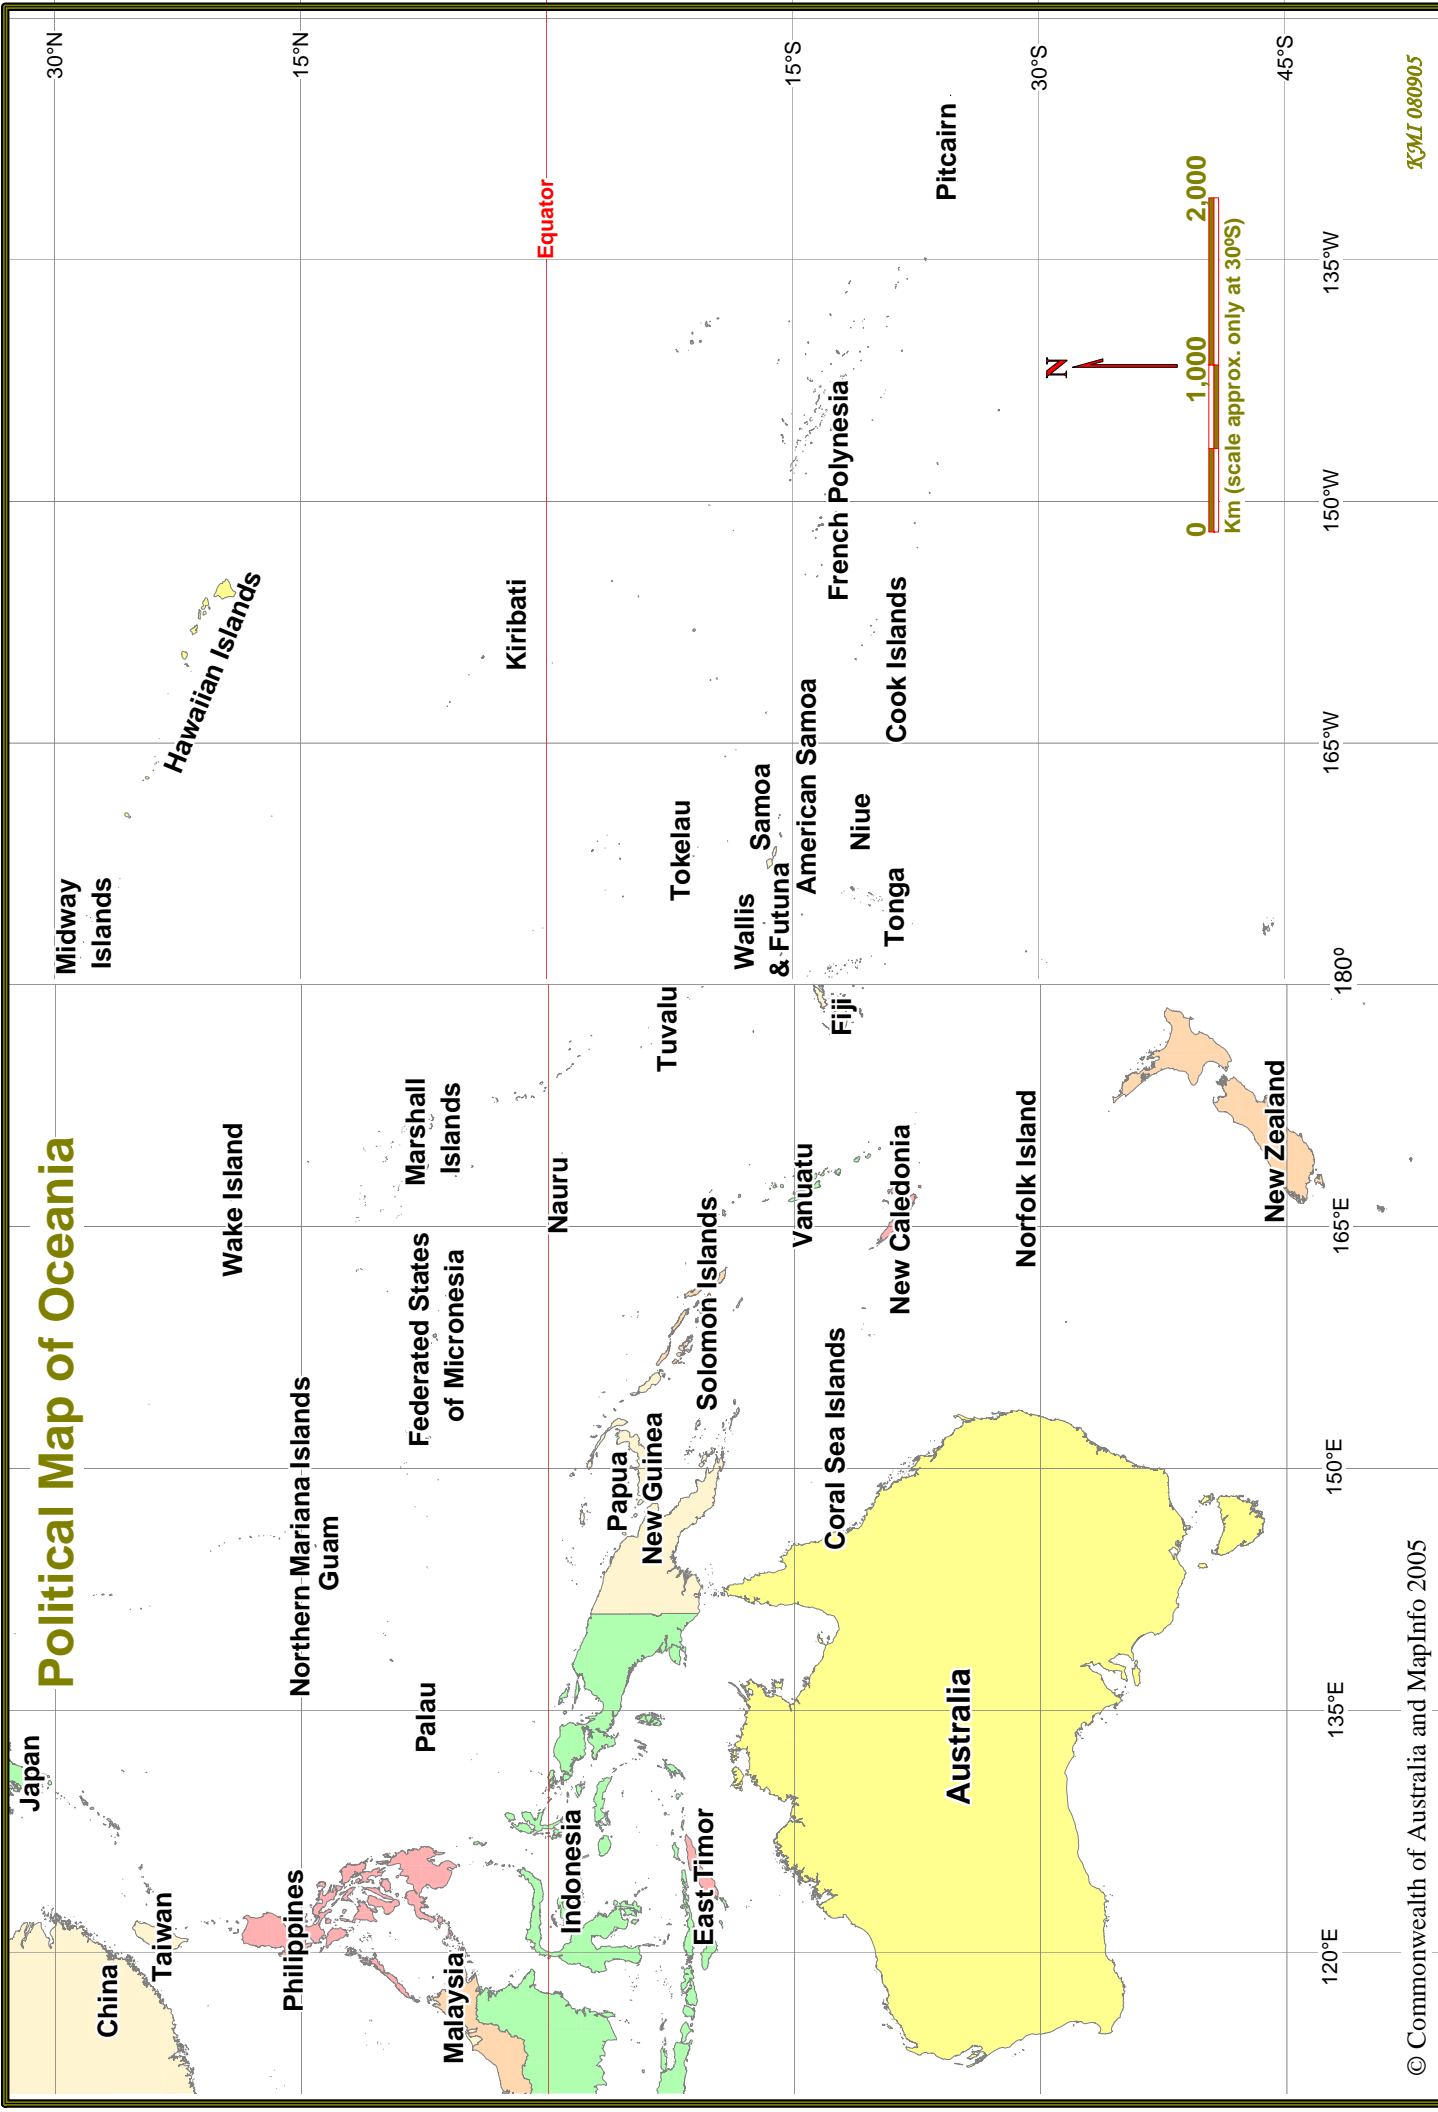 Political Map of Oceania
Japan
30°N
Midway
Islands
China
Taiwan
Hawaiian Islands
Wake Island
Philippines
Northern Mariana Islands
15°N
Guam
Palau
Federated States
of Micronesia
Marshall
Islands
Malaysia
Kiribati
Equator
Nauru
Indonesia
Papua
New Guinea
Tuvalu
Tokelau
East Timor
Solomon Islands
Wallis
& Futuna
Samoa
15°S
Vanuatu
American Samoa
Coral Sea Islands
Fiji
French Polynesia
Niue
New Caledonia
Tonga
Cook Islands
Pitcairn
Australia
Norfolk Island
30°S
N
0 1,000 2,000
Km (scale approx. only at 30ºS)
New Zealand
45°S
120°E
135°E
150°E
165°E
180º
165°W
150°W
135°W
© Commonwealth of Australia and MapInfo 2005
KMI 080905